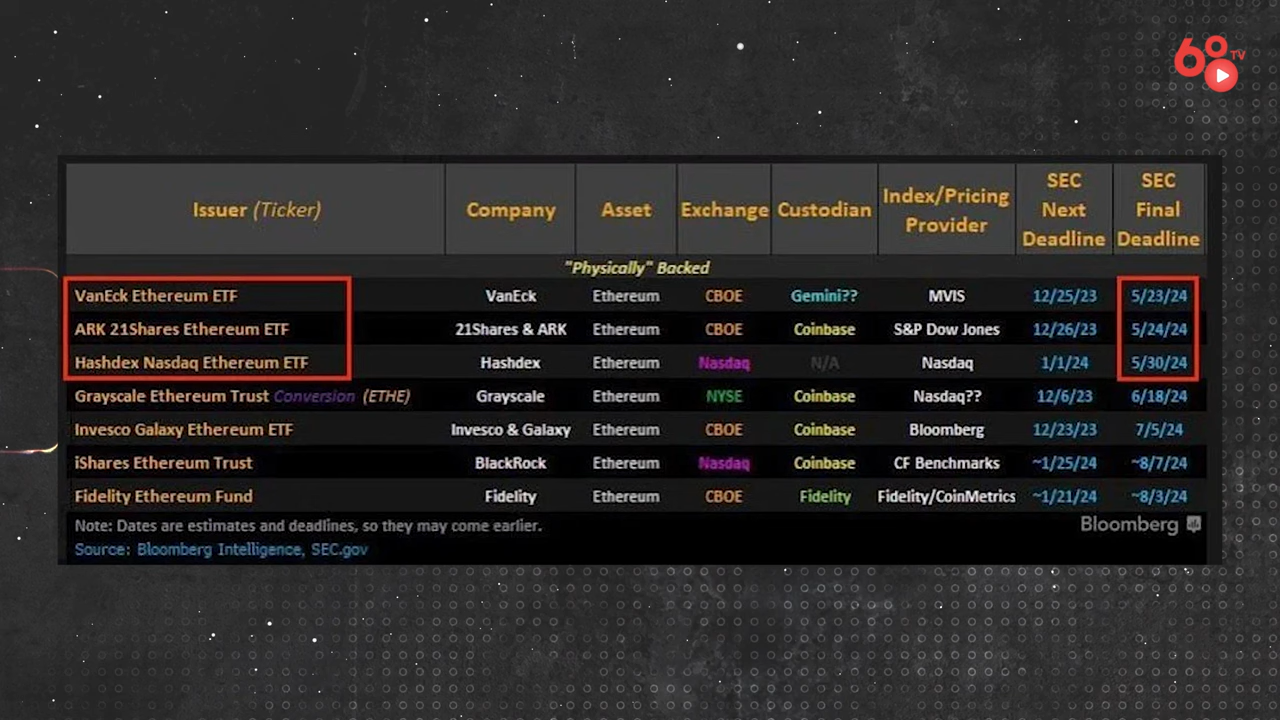 60 TV
Issuer (Ticker) Company Asset Exchange Custodian Index/Pricing Provider SEC Next Deadline SEC Final Deadline
"Physically" Backed
VanEck Ethereum ETF VanEck Ethereum CBOE Gemini?? MVIS 12/25/23 5/23/24
ARK 21Shares Ethereum ETF 21Shares & ARK Ethereum CBOE Coinbase S&P Dow Jones 12/26/23 5/24/24
Hashdex Nasdaq Ethereum ETF Hashdex Ethereum Nasdaq N/A Nasdaq 1/1/24 5/30/24
Grayscale Ethereum Trust Conversion (ETHE) Grayscale Ethereum NYSE Coinbase Nasdaq?? 12/6/23 6/18/24
Invesco Galaxy Ethereum ETF Invesco & Galaxy Ethereum CBOE Coinbase Bloomberg 12/23/23 7/5/24
iShares Ethereum Trust BlackRock Ethereum Nasdaq Coinbase CF Benchmarks ~1/25/24 ~8/7/24
Fidelity Ethereum Fund Fidelity Ethereum CBOE Fidelity Fidelity/CoinMetrics ~1/21/24 ~8/3/24
Note: Dates are estimates and deadlines, so they may come earlier.
Bloomberg
Source: Bloomberg Intelligence, SEC.gov